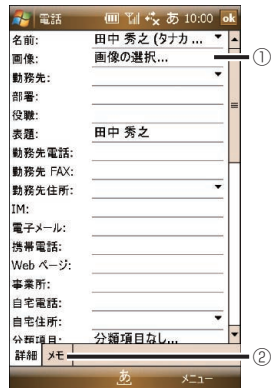 電話 あ 10:00 ok
名前: 田中 秀之 (タナカ ...
画像: 画像の選択... ①
勤務先:
部署:
役職:
表題: 田中 秀之
勤務先電話:
勤務先 FAX:
勤務先住所:
IM:
電子メール:
携帯電話:
Web ページ:
事業所:
自宅電話:
自宅住所:
分類項目: 分類項目なし...
詳細 メモ ②
あ メニュー